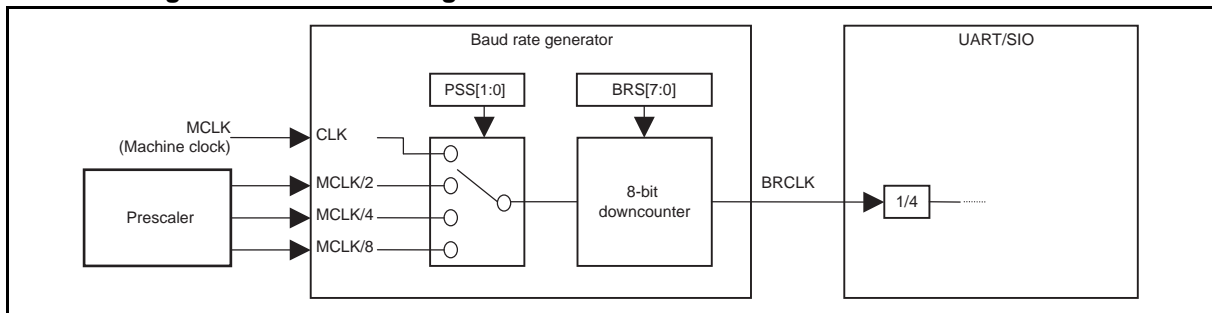 Baud rate generator
UART/SIO
PSS[1:0]
BRS[7:0]
MCLK
(Machine clock)
CLK
MCLK/2
MCLK/4
MCLK/8
Prescaler
8-bit
downcounter
BRCLK
1/4